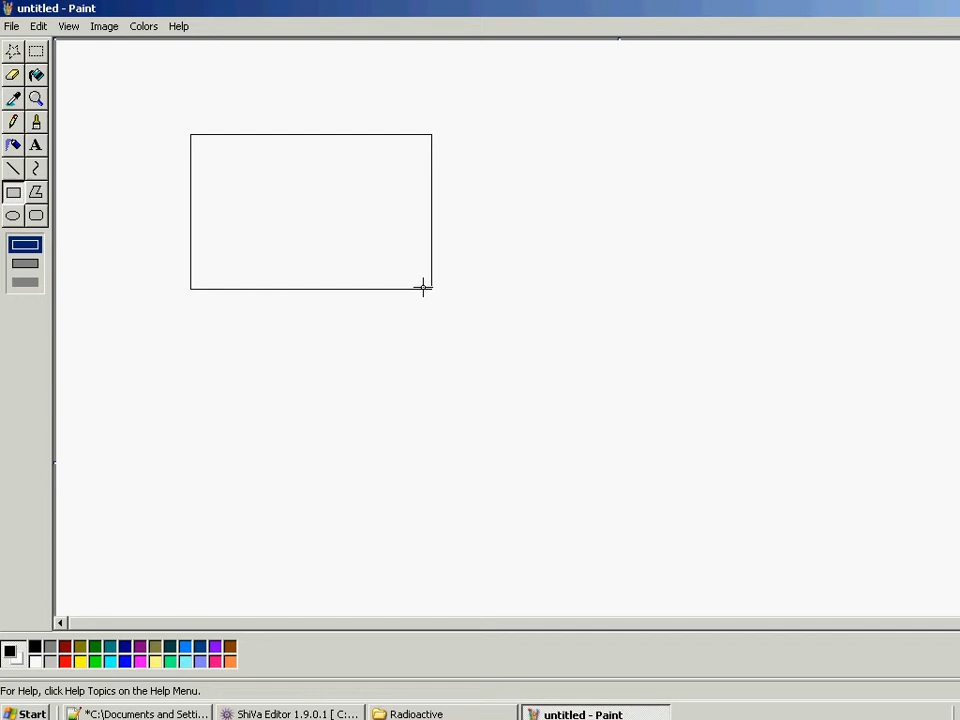 untitled - Paint
File Edit View Image Colors Help
A
For Help, click Help Topics on the Help Menu.
Start *C:\Documents and Setti... ShiVa Editor 1.9.0.1 [ C:... Radioactive untitled - Paint